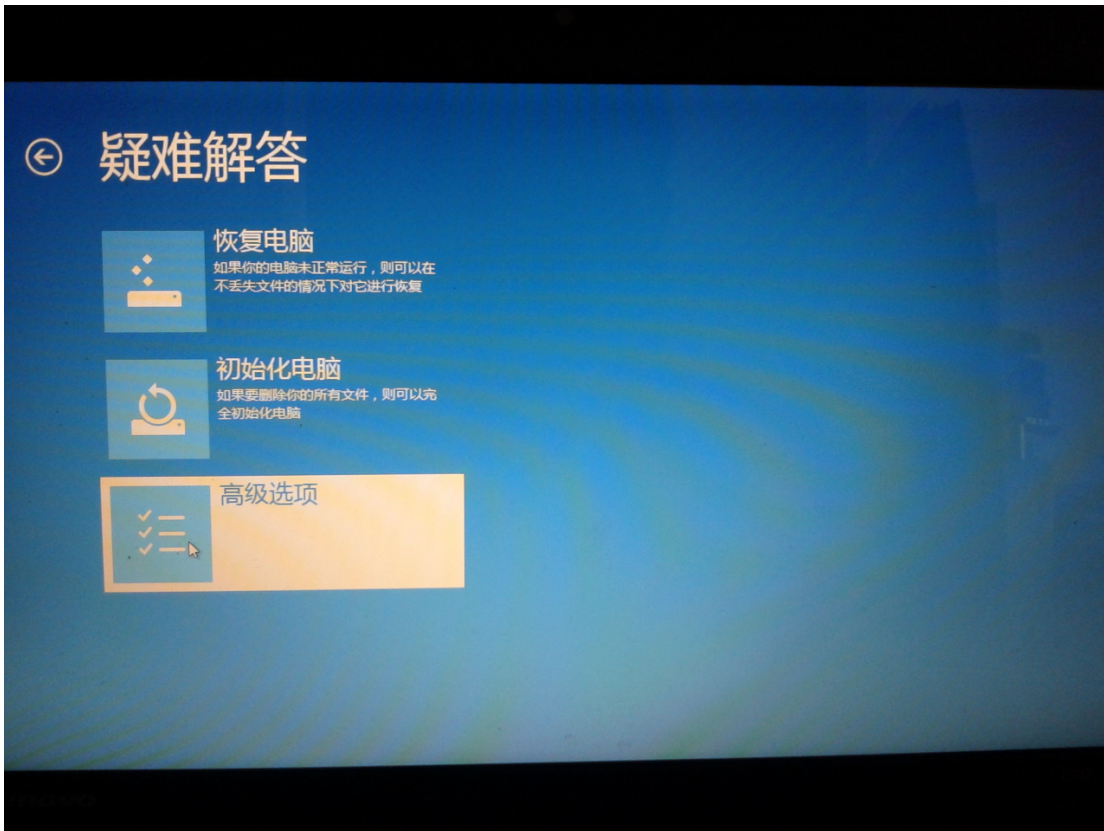 疑难解答
恢复电脑
如果你的电脑未正常运行，则可以在
不丢失文件的情况下对它进行恢复
初始化电脑
如果要删除你的所有文件，则可以完
全初始化电脑
高级选项